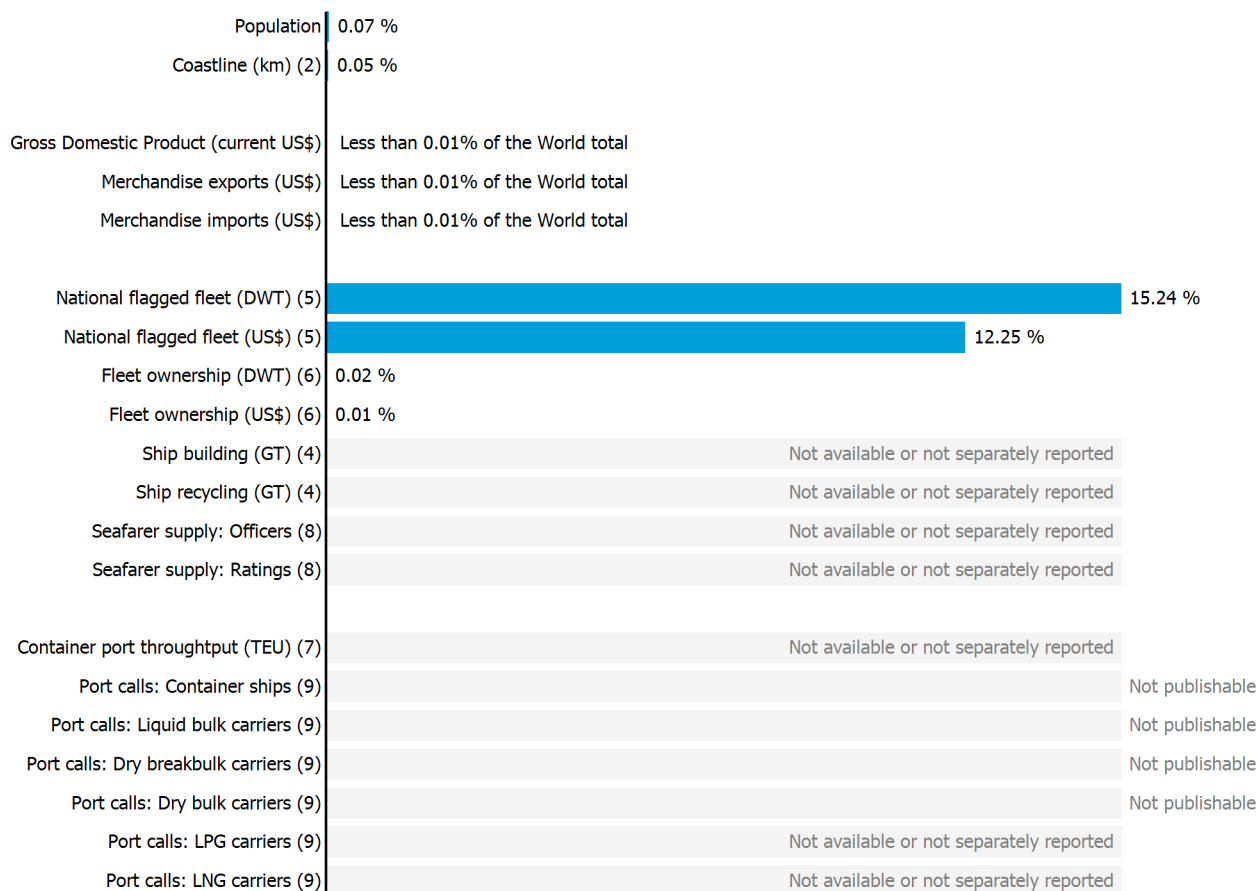 Population 0.07 %
Coastline (km) (2) 0.05 %
Gross Domestic Product (current US$) Less than 0.01% of the World total
Merchandise exports (US$) Less than 0.01% of the World total
Merchandise imports (US$) Less than 0.01% of the World total
National flagged fleet (DWT) (5) 15.24 %
National flagged fleet (US$) (5) 12.25 %
Fleet ownership (DWT) (6) 0.02 %
Fleet ownership (US$) (6) 0.01 %
Ship building (GT) (4) Not available or not separately reported
Ship recycling (GT) (4) Not available or not separately reported
Seafarer supply: Officers (8) Not available or not separately reported
Seafarer supply: Ratings (8) Not available or not separately reported
Container port throughtput (TEU) (7) Not available or not separately reported
Port calls: Container ships (9) Not publishable
Port calls: Liquid bulk carriers (9) Not publishable
Port calls: Dry breakbulk carriers (9) Not publishable
Port calls: Dry bulk carriers (9) Not publishable
Port calls: LPG carriers (9) Not available or not separately reported
Port calls: LNG carriers (9) Not available or not separately reported